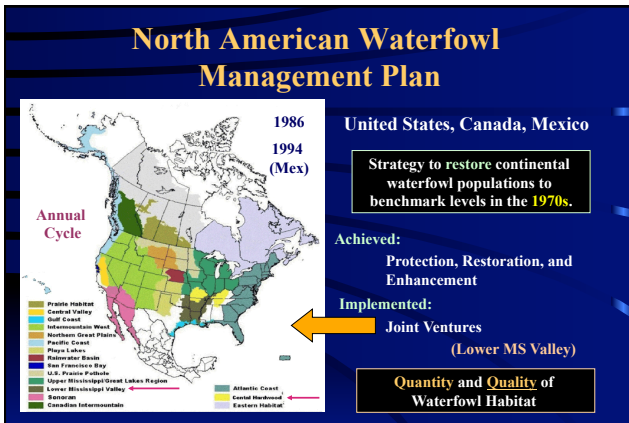 North American Waterfowl
Management Plan
1986
1994
(Mex)
Annual
Cycle
Prairie Habitat
Central Valley
Gulf Coast
Intermountain West
Northern Great Plains
Pacific Coast
Playa Lakes
Rainwater Basin
San Francisco Bay
U.S. Prairie Pothole
Upper Mississippi/Great Lakes Region
Lower Mississippi Valley
Sonoran
Canadian Intermountain
Atlantic Coast
Cental Hardwood
Eastern Habitat
United States, Canada, Mexico
Strategy to restore continental
waterfowl populations to
benchmark levels in the 1970s.
Achieved:
Protection, Restoration, and
Enhancement
Implemented:
Joint Ventures
(Lower MS Valley)
Quantity and Quality of
Waterfowl Habitat